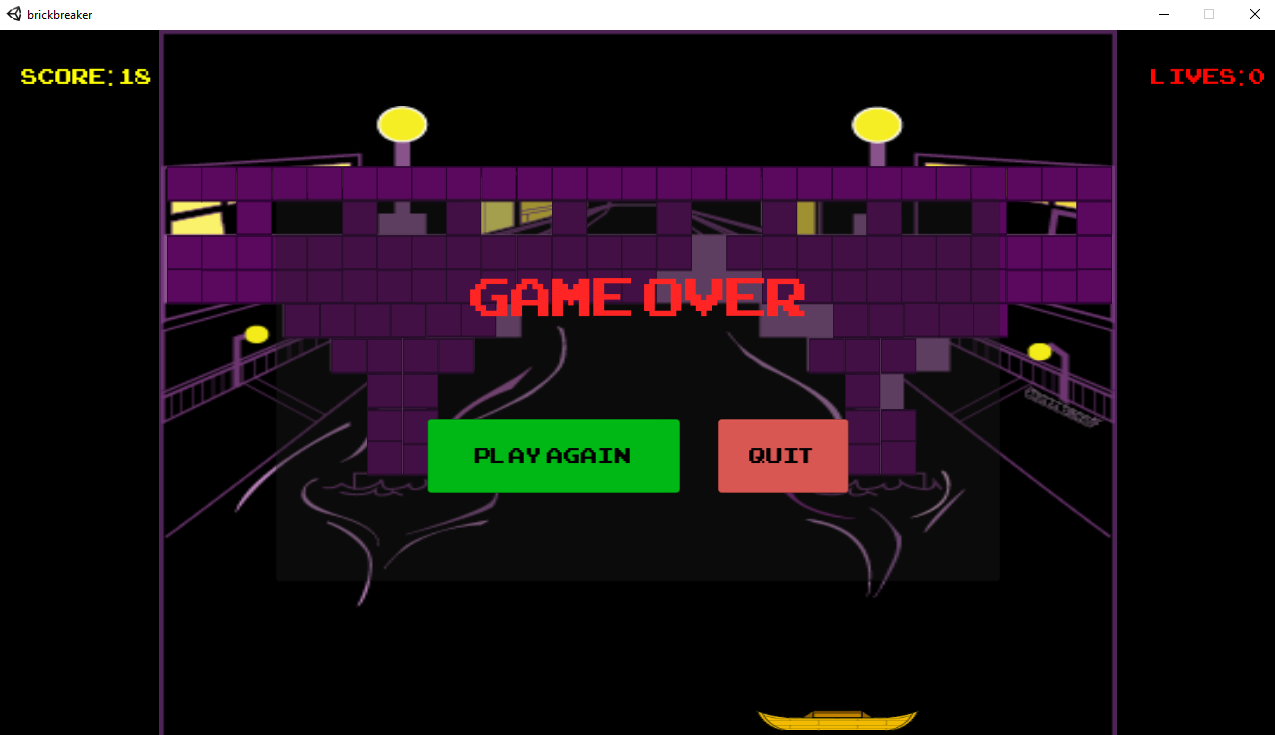 brickbreaker
SCORE:18
LIVES:0
GAME OVER
PLAY AGAIN
QUIT